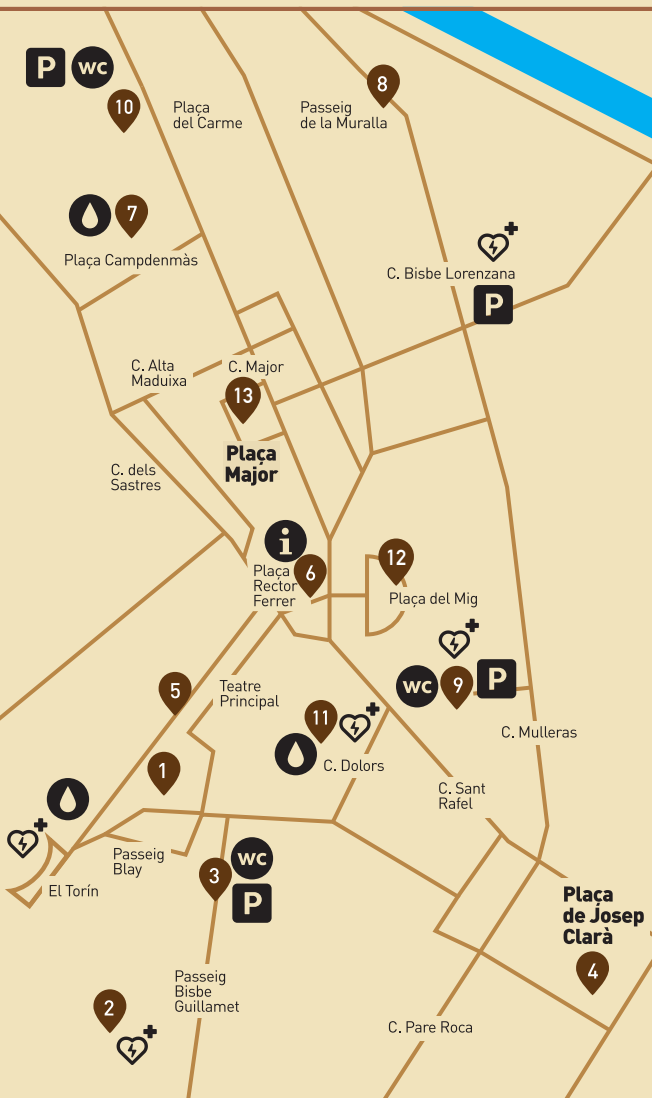 P
wc
10
Plaça
del Carme
8
Passeig
de la Muralla
7
Plaça Campdenmàs
C. Bisbe Lorenzana
P
C. Alta
Maduixa
C. Major
13
Plaça
Major
C. dels
Sastres
i
Plaça
Rector
Ferrer
6
12
Plaça del Mig
wc
9
P
5
Teatre
Principal
11
C. Dolors
C. Mulleras
1
C. Sant
Rafel
Passeig
Blay
El Torín
3
wc
P
Plaça
de Josep
Clarà
4
Passeig
Bisbe
Guillamet
2
C. Pare Roca